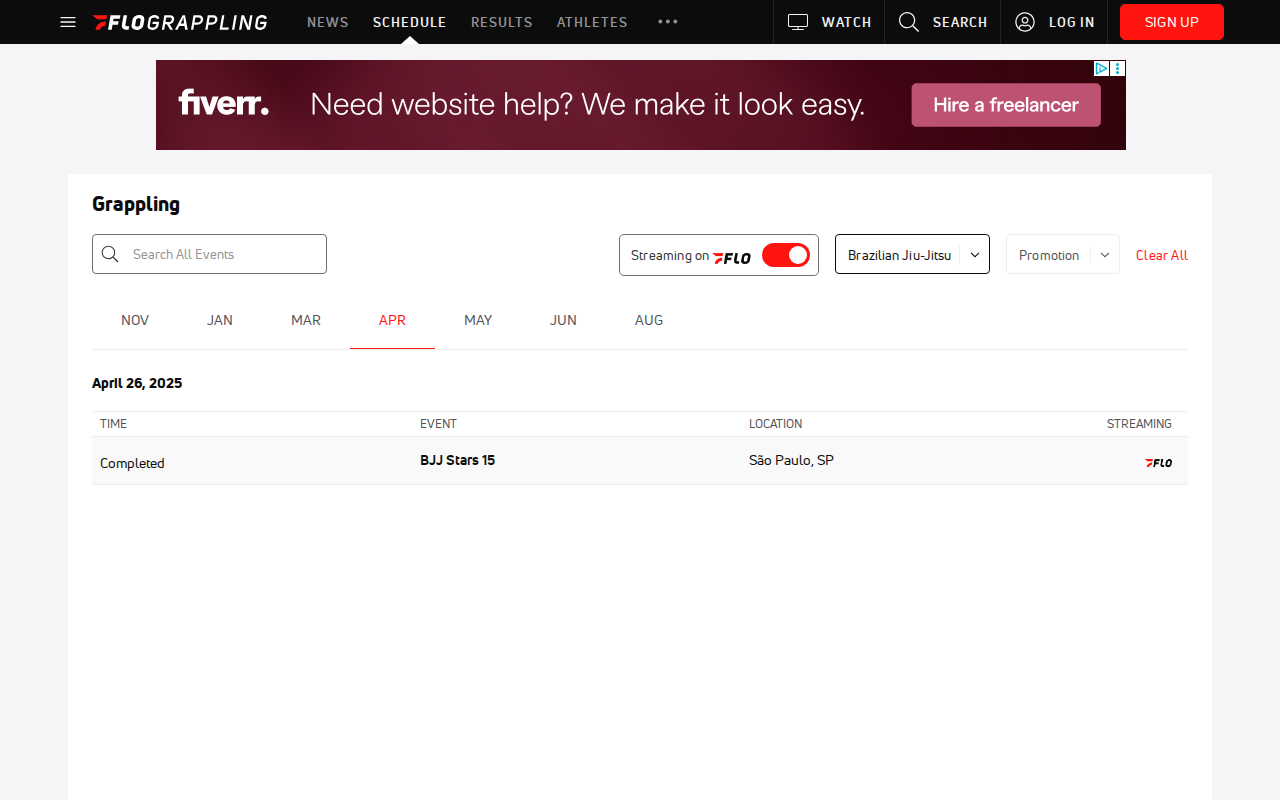 FLOGRAPPLING NEWS SCHEDULE RESULTS ATHLETES WATCH SEARCH LOG IN SIGN UP
fiverr. Need website help? We make it look easy. Hire a freelancer
Grappling
Search All Events Streaming on FLO Brazilian Jiu-Jitsu Promotion Clear All
NOV JAN MAR APR MAY JUN AUG
April 26, 2025
TIME EVENT LOCATION STREAMING
Completed BJJ Stars 15 São Paulo, SP FLO